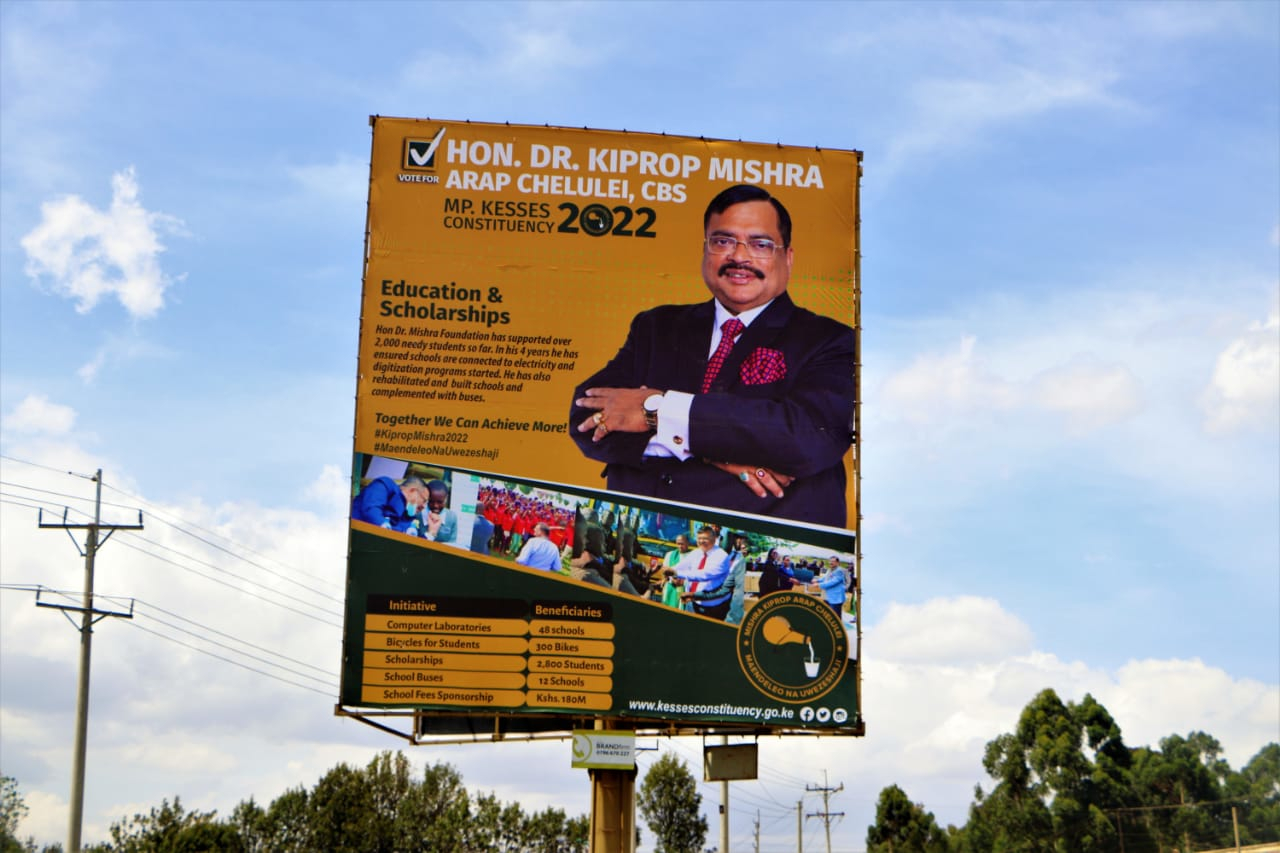 VOTE FOR
HON. DR. KIPROP MISHRA
ARAP CHELULEI, CBS
MP. KESSES
CONSTITUENCY 2022
Education &
Scholarships
Hon Dr. Mishra Foundation has supported over
2,000 needy students so far. In his 4 years he has
ensured schools are connected to electricity and
digitization programs started. He has also
rehabilitated and built schools and
complemented with buses.
Together We Can Achieve More!
#KipropMishra2022
#MaendeleoNaUwezeshaji
Initiative Beneficiaries
Computer Laboratories 48 schools
Bicycles for Students 300 Bikes
Scholarships 2,800 Students
School Buses 12 Schools
School Fees Sponsorship Kshs. 180M
MISHRA KIPROP ARAP CHELULEI
MAENDELEO NA UWEZESHAJI
www.kessesconstituency.go.ke
BRANDfirm
0796 670 227